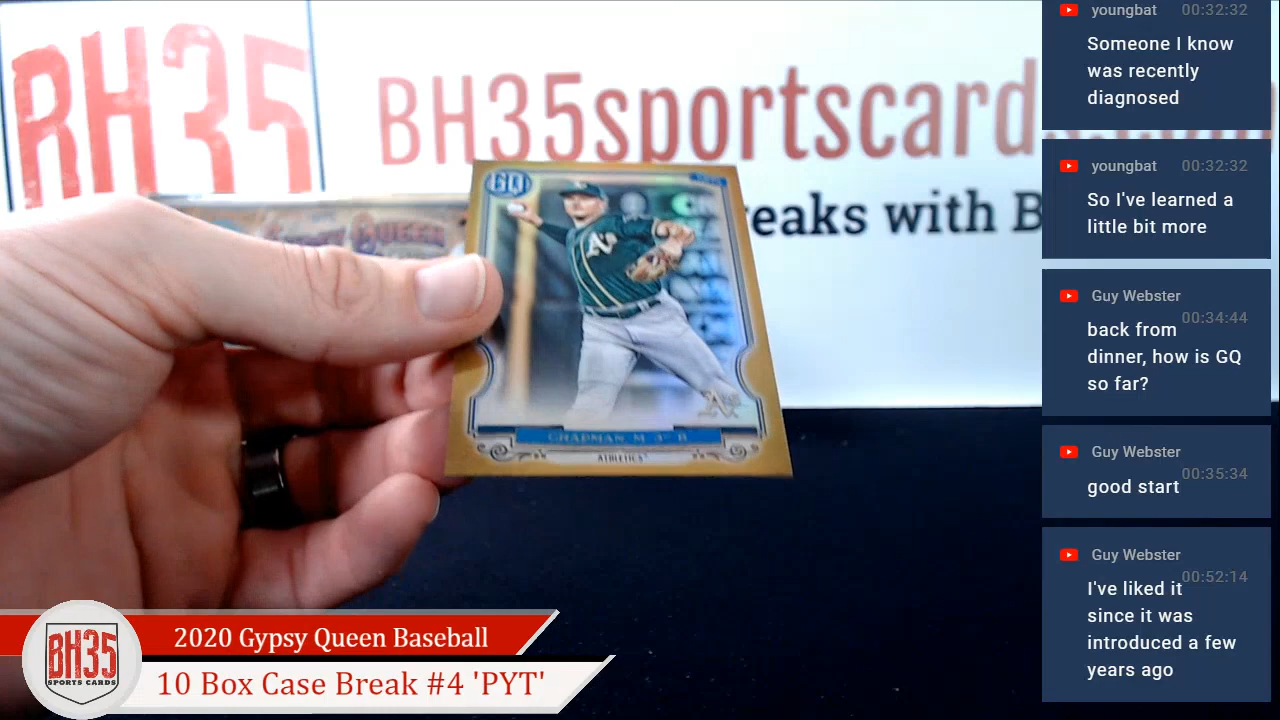 BH35
BH35sportscard
reaks with B
GQ
A's
CHAPMAN M 3rd B
ATHLETICS
GYPSY QUEEN
2020 Gypsy Queen Baseball
10 Box Case Break #4 'PYT'
BH35
SPORTS CARDS
youngbat 00:32:32
Someone I know
was recently
diagnosed
youngbat 00:32:32
So I've learned a
little bit more
Guy Webster
00:34:44
back from
dinner, how is GQ
so far?
Guy Webster
00:35:34
good start
Guy Webster
00:52:14
I've liked it
since it was
introduced a few
years ago